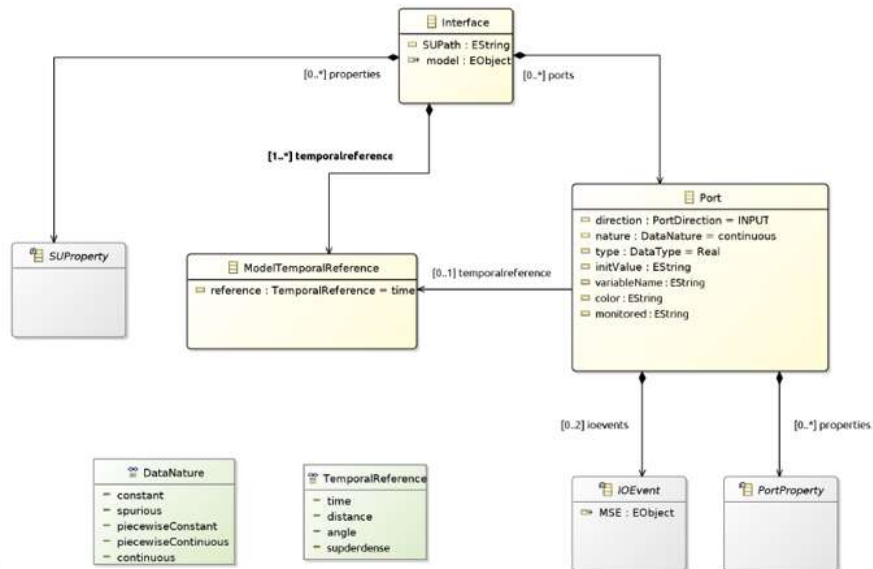 Interface
SUPath : EString
model : EObject
[0..*] properties
[0..*] ports
[1..*] temporalreference
Port
direction : PortDirection = INPUT
nature : DataNature = continuous
type : DataType = Real
initValue : EString
variableName : EString
color : EString
monitored : EString
SUProperty
ModelTemporalReference
reference : TemporalReference = time
[0..1] temporalreference
[0..2] ioevents
[0..*] properties
DataNature
constant
spurious
piecewiseConstant
piecewiseContinuous
continuous
TemporalReference
time
distance
angle
supderdense
IOEvent
MSE : EObject
PortProperty